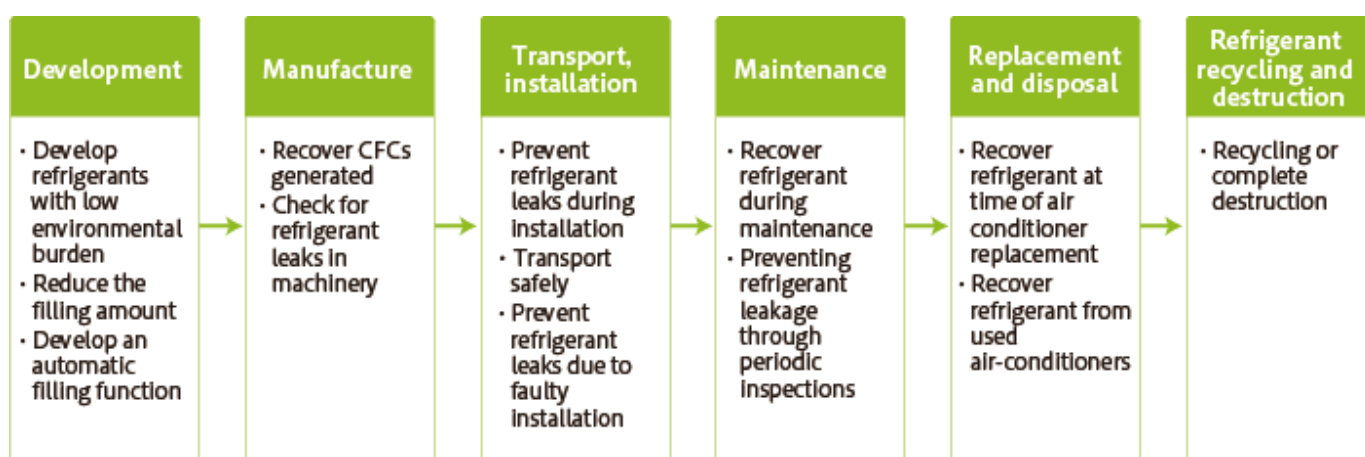 Development
· Develop
refrigerants
with low
environmental
burden
· Reduce the
filling amount
· Develop an
automatic
filling function
Manufacture
· Recover CFCs
generated
· Check for
refrigerant
leaks in
machinery
Transport,
installation
· Prevent
refrigerant
leaks during
installation
· Transport
safely
· Prevent
refrigerant
leaks due to
faulty
installation
Maintenance
· Recover
refrigerant
during
maintenance
· Preventing
refrigerant
leakage
through
periodic
inspections
Replacement
and disposal
· Recover
refrigerant at
time of air
conditioner
replacement
· Recover
refrigerant from
used
air-conditioners
Refrigerant
recycling and
destruction
· Recycling or
complete
destruction